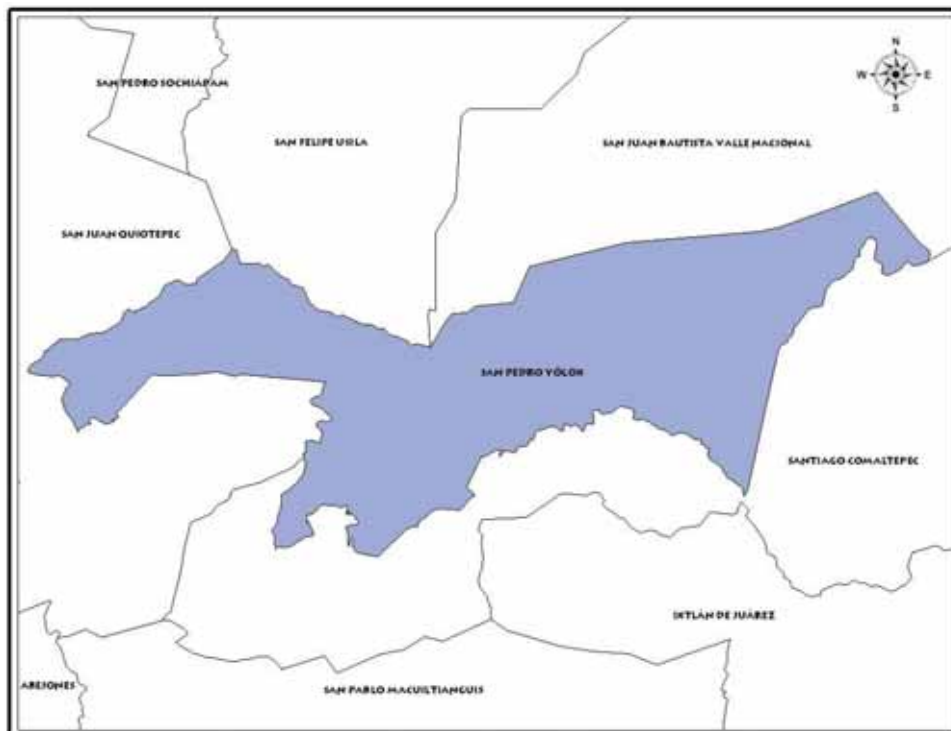 N
W E
S
SAN PEDRO SOCHIÁPAM
SAN FELIPE USILA
SAN JUAN BAUTISTA VALLE NACIONAL
SAN JUAN QUIOTEPEC
SAN PEDRO YÓLOX
SANTIAGO COMALTEPEC
IXTLÁN DE JUÁREZ
ABEJONES
SAN PABLO MACUILTIANGUIS